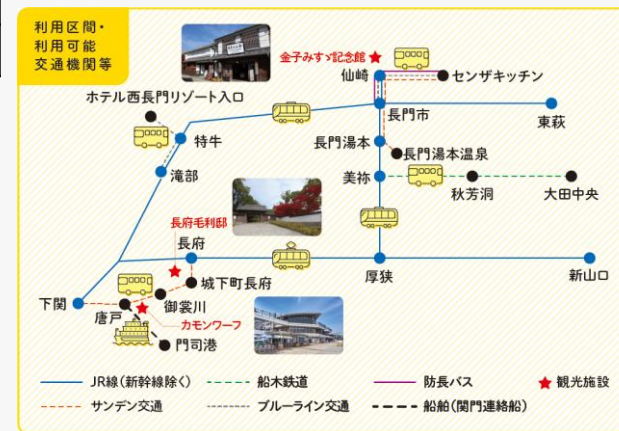 利用区間・
利用可能
交通機関等
金子みすゞ記念館
仙崎
センザキッチン
ホテル西長門リゾート入口
長門市
東萩
特牛
長門湯本
長門湯本温泉
滝部
美祢
秋芳洞
大田中央
長府毛利邸
長府
厚狭
新山口
城下町長府
下関
御裳川
唐戸
カモンワーフ
門司港
JR線(新幹線除く)
船木鉄道
防長バス
観光施設
サンデン交通
ブルーライン交通
船舶(関門連絡船)